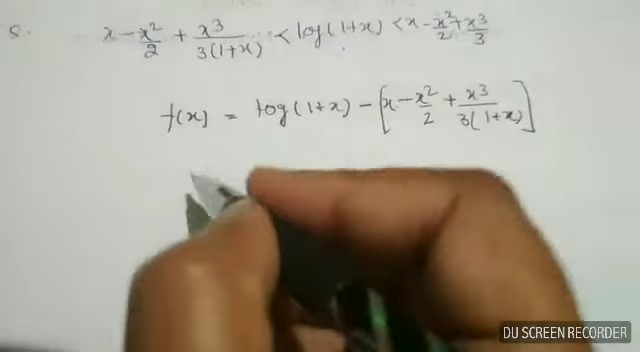 8. x - x²/2 + x³/3(1+x) < log(1+x) < x - x²/2 + x³/3
f(x) = log(1+x) - [x - x²/2 + x³/3(1+x)]
DU SCREEN RECORDER